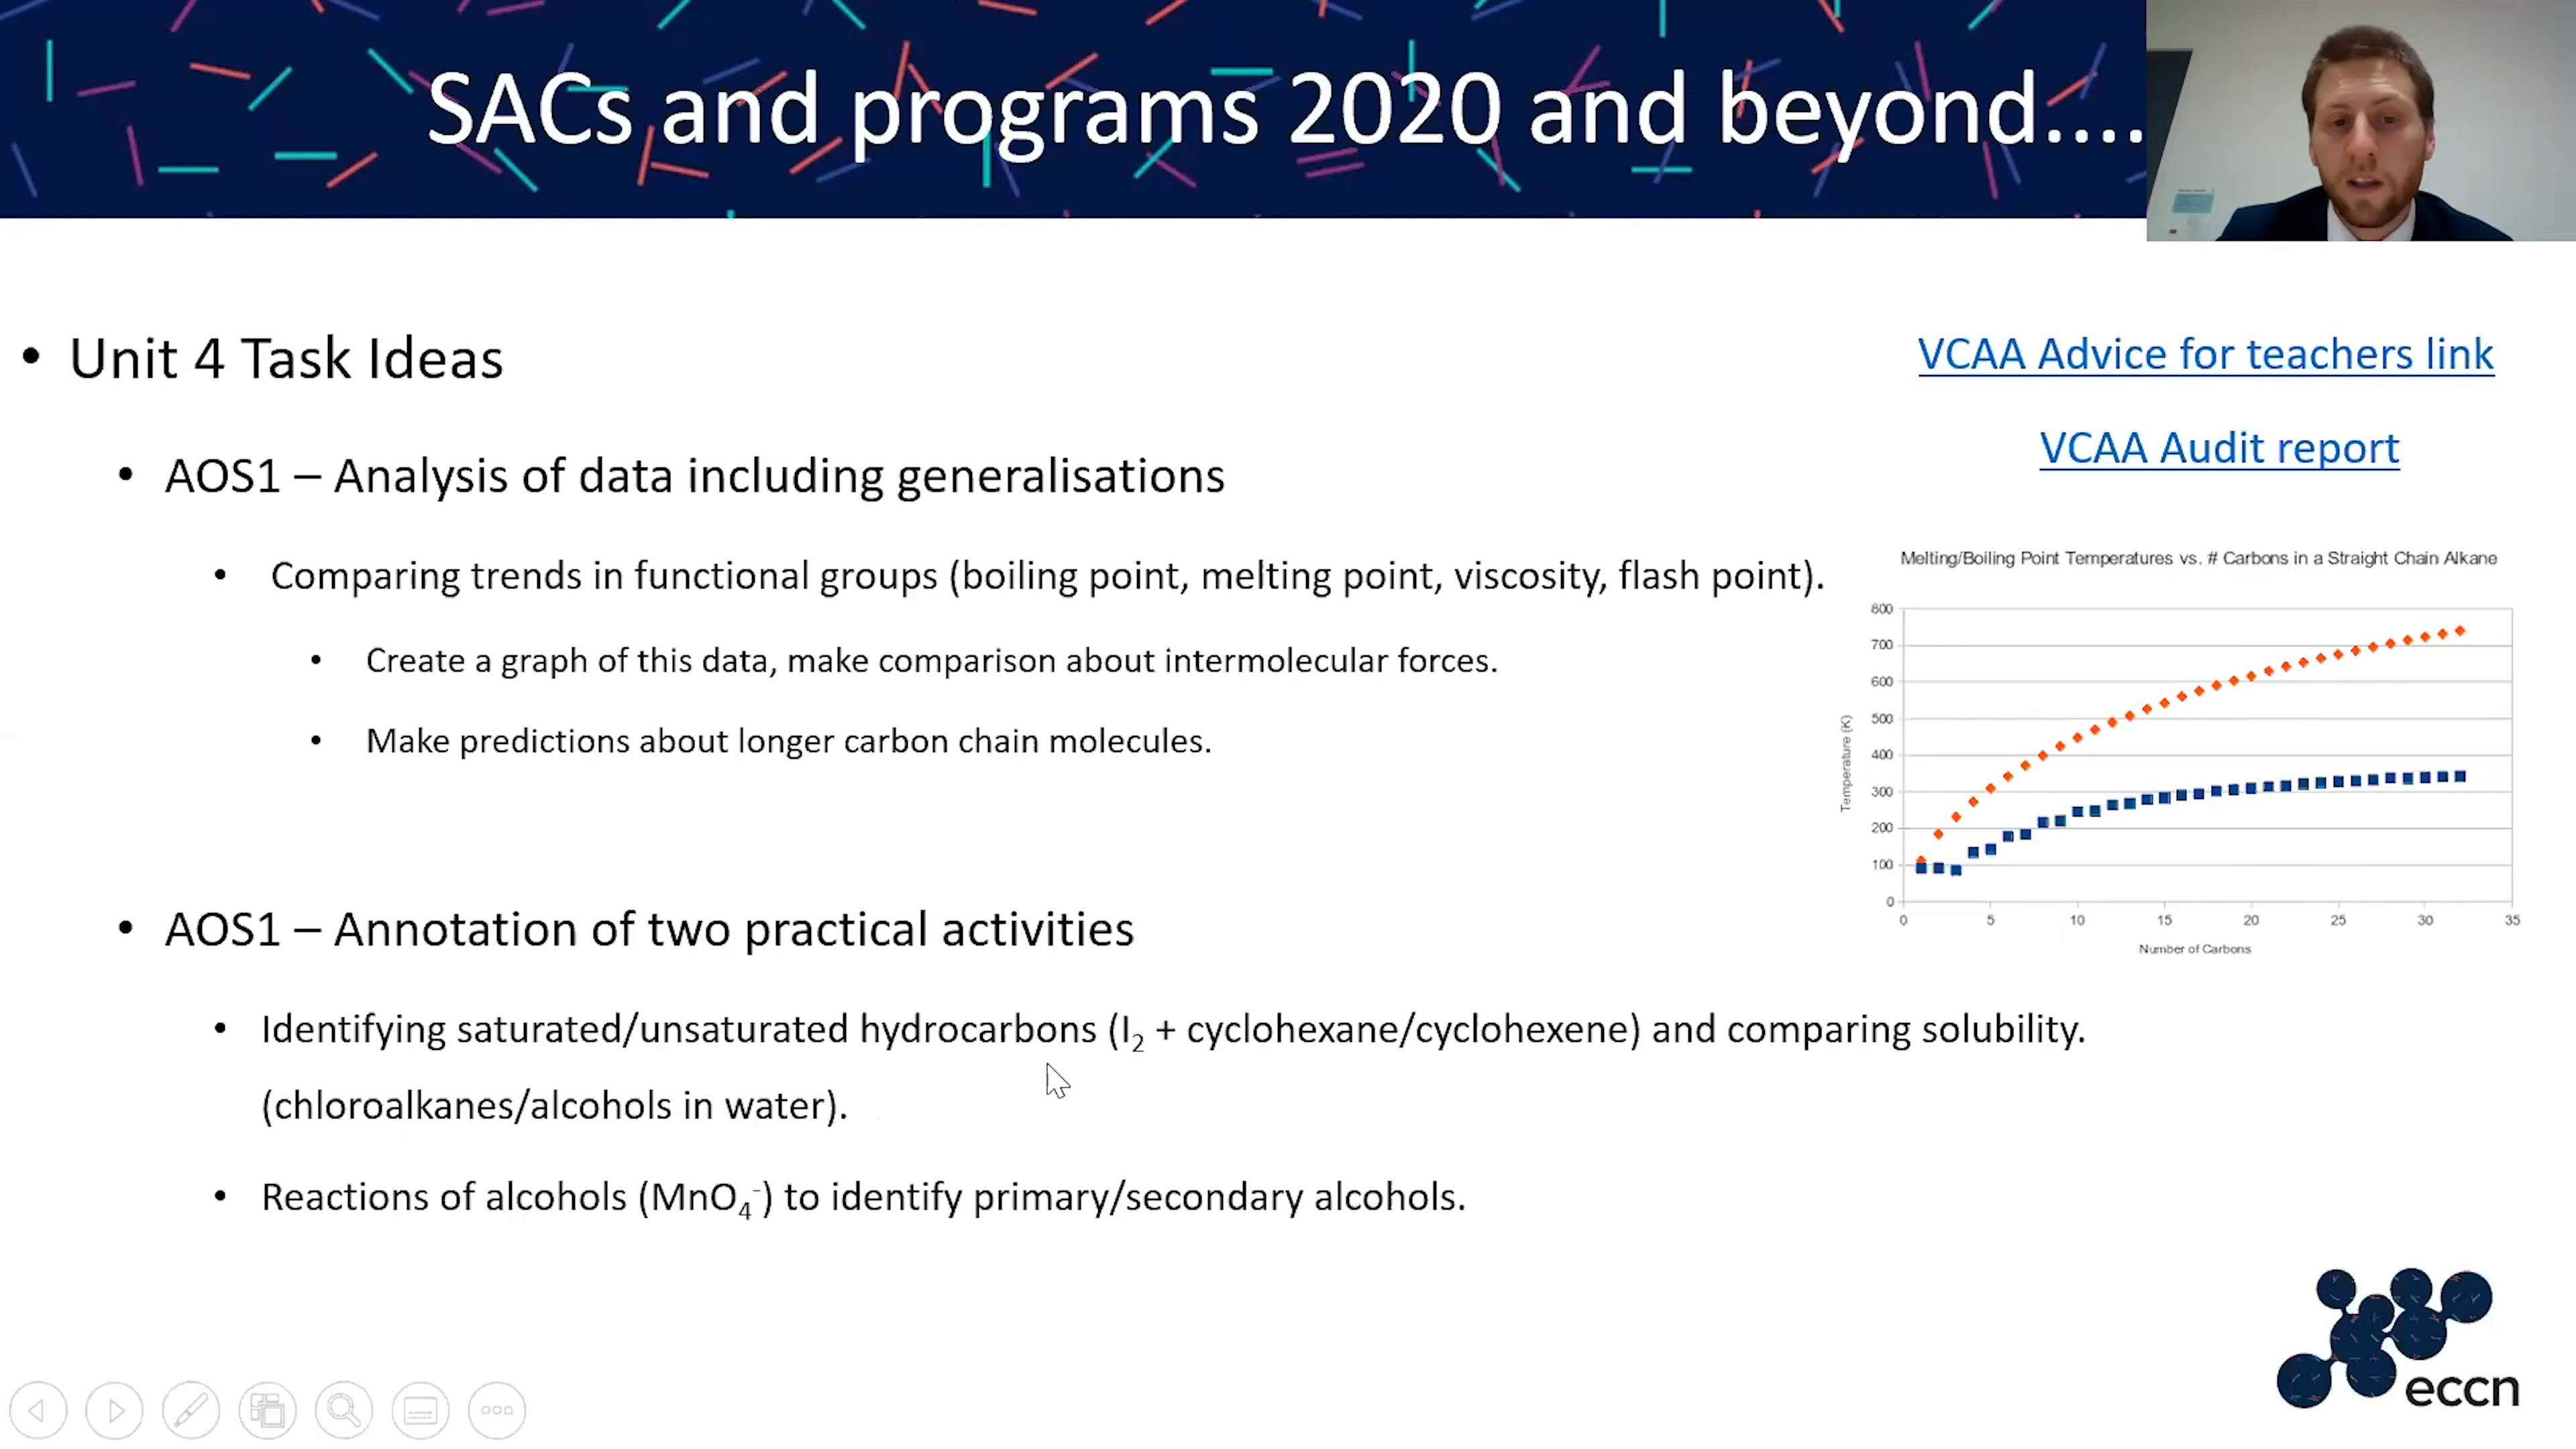 SACs and programs 2020 and beyond....
• Unit 4 Task Ideas
VCAA Advice for teachers link
VCAA Audit report
• AOS1 – Analysis of data including generalisations
• Comparing trends in functional groups (boiling point, melting point, viscosity, flash point).
• Create a graph of this data, make comparison about intermolecular forces.
• Make predictions about longer carbon chain molecules.
Melting/Boiling Point Temperatures vs. # Carbons in a Straight Chain Alkane
Temperature (K)
800
700
600
500
400
300
200
100
0
0 5 10 15 20 25 30 35
Number of Carbons
• AOS1 – Annotation of two practical activities
• Identifying saturated/unsaturated hydrocarbons (I₂ + cyclohexane/cyclohexene) and comparing solubility.
(chloroalkanes/alcohols in water).
• Reactions of alcohols (MnO₄⁻) to identify primary/secondary alcohols.
eccn